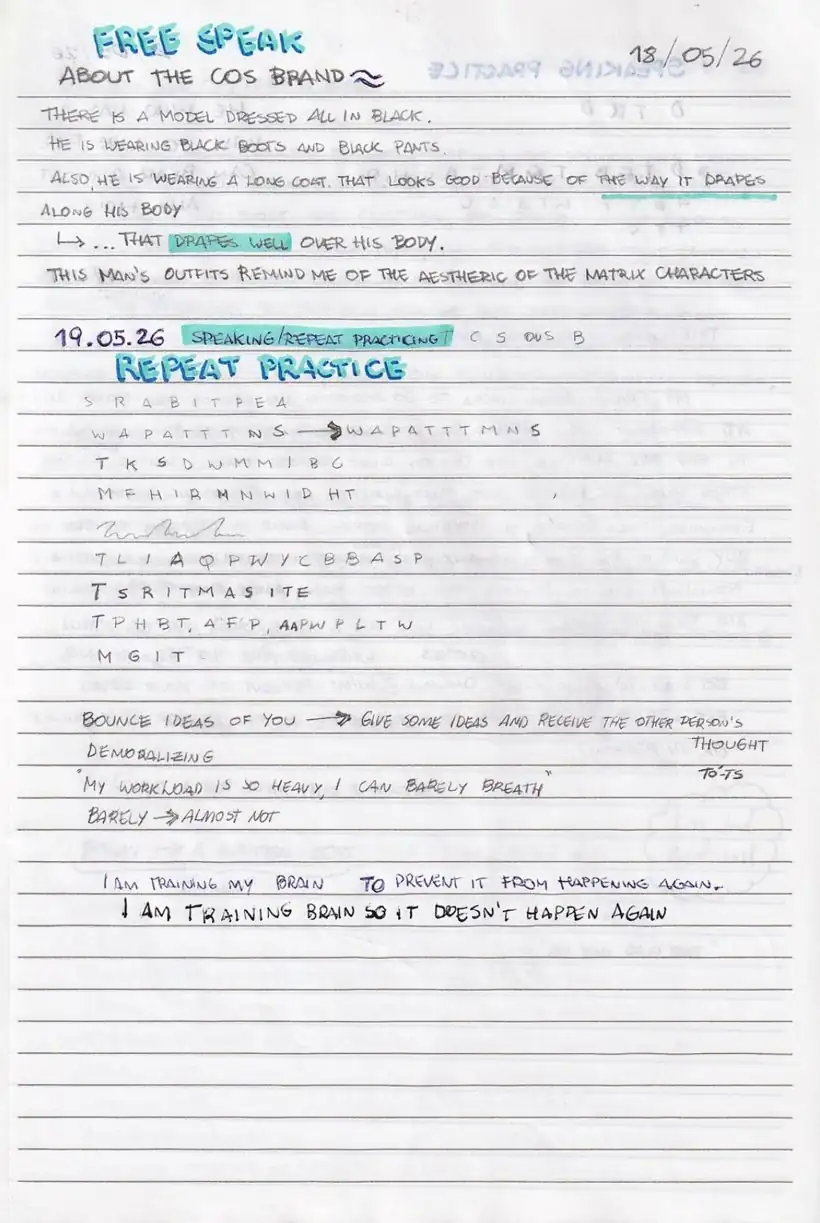 FREE SPEAK
18/05/26
ABOUT THE COS BRAND
THERE IS A MODEL DRESSED ALL IN BLACK.
HE IS WEARING BLACK BOOTS AND BLACK PANTS.
ALSO, HE IS WEARING A LONG COAT. THAT LOOKS GOOD BECAUSE OF THE WAY IT DRAPES
ALONG HIS BODY
↳ ... THAT DRAPES WELL OVER HIS BODY.
THIS MAN'S OUTFITS REMIND ME OF THE AESTHERIC OF THE MATRIX CHARACTERS
19.05.26 SPEAKING/REPEAT PRACTICING T C S OUS B
REPEAT PRACTICE
S R A B I T F E A
W A P A T T T N S → W A P A T T T M N S
T K S D W M M I B C
M F H I R M N W I D H T
T L I A Q P W Y C B B A S P
T S R I T M A S I T E
T P H B T, A F P, A A P W P L T W
M G I T
BOUNCE IDEAS OF YOU → GIVE SOME IDEAS AND RECEIVE THE OTHER PERSON'S
THOUGHT
DEMORALIZING
TO'-TS
"MY WORKLOAD IS SO HEAVY, I CAN BARELY BREATH"
BARELY → ALMOST NOT
I AM TRAINING MY BRAIN TO PREVENT IT FROM HAPPENING AGAIN.
I AM TRAINING BRAIN SO IT DOESN'T HAPPEN AGAIN